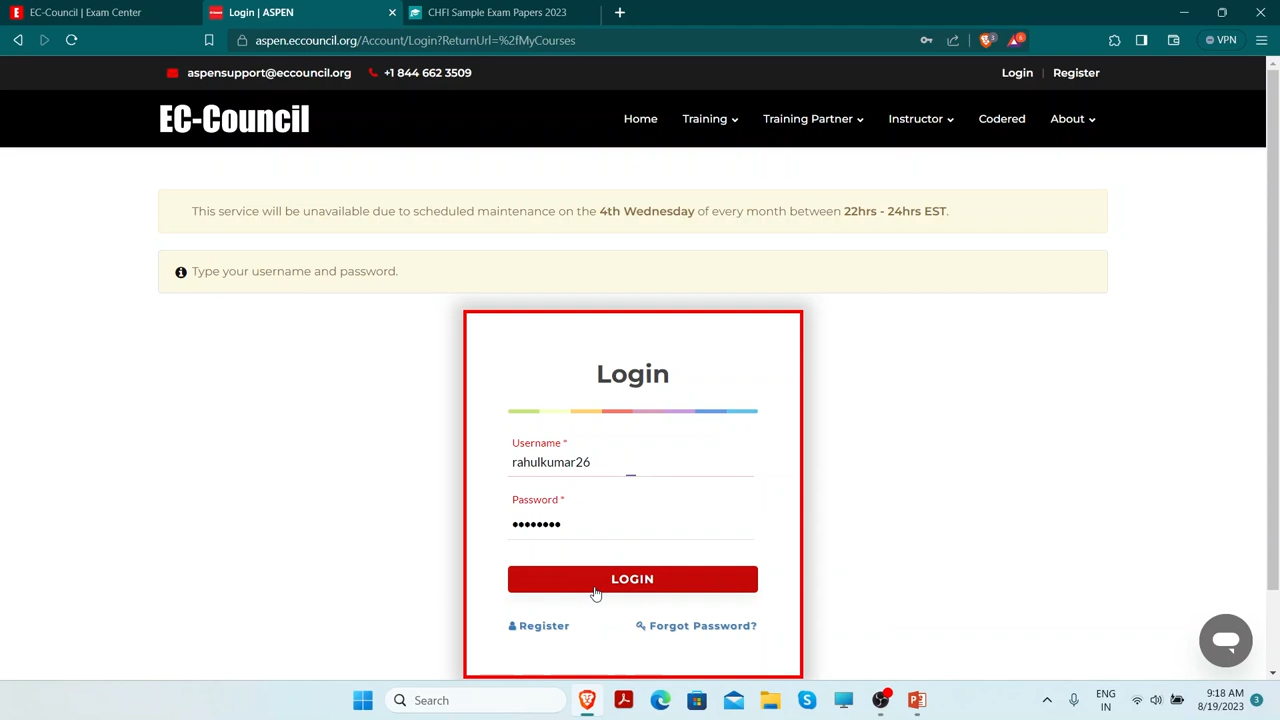 EC-Council | Exam Center
Login | ASPEN
CHFI Sample Exam Papers 2023
aspen.eccouncil.org/Account/Login?ReturnUrl=%2fMyCourses
VPN
aspensupport@eccouncil.org
+1 844 662 3509
Login | Register
EC-Council
Home
Training
Training Partner
Instructor
Codered
About
This service will be unavailable due to scheduled maintenance on the 4th Wednesday of every month between 22hrs - 24hrs EST.
Type your username and password.
Login
Username *
rahulkumar26
Password *
••••••••
LOGIN
Register
Forgot Password?
Search
ENG
IN
9:18 AM
8/19/2023
3